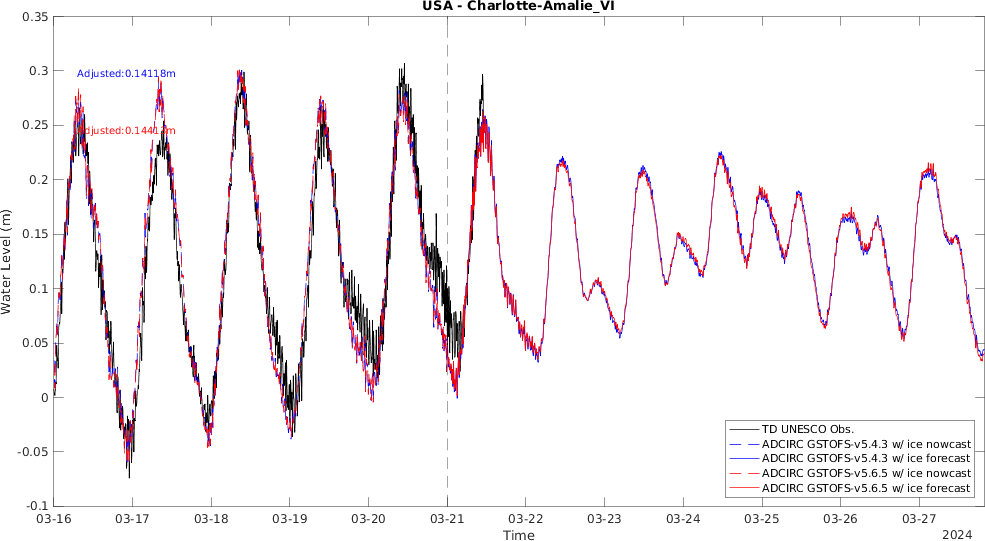 USA - Charlotte-Amalie_VI
0.35
0.3
0.25
0.2
0.15
0.1
0.05
0
-0.05
-0.1
Water Level (m)
Adjusted:0.14118m
TD UNESCO Obs.
ADCIRC GSTOFS-v5.4.3 w/ ice nowcast
ADCIRC GSTOFS-v5.4.3 w/ ice forecast
ADCIRC GSTOFS-v5.6.5 w/ ice nowcast
ADCIRC GSTOFS-v5.6.5 w/ ice forecast
03-16 03-17 03-18 03-19 03-20 03-21 03-22 03-23 03-24 03-25 03-26 03-27
Time
2024